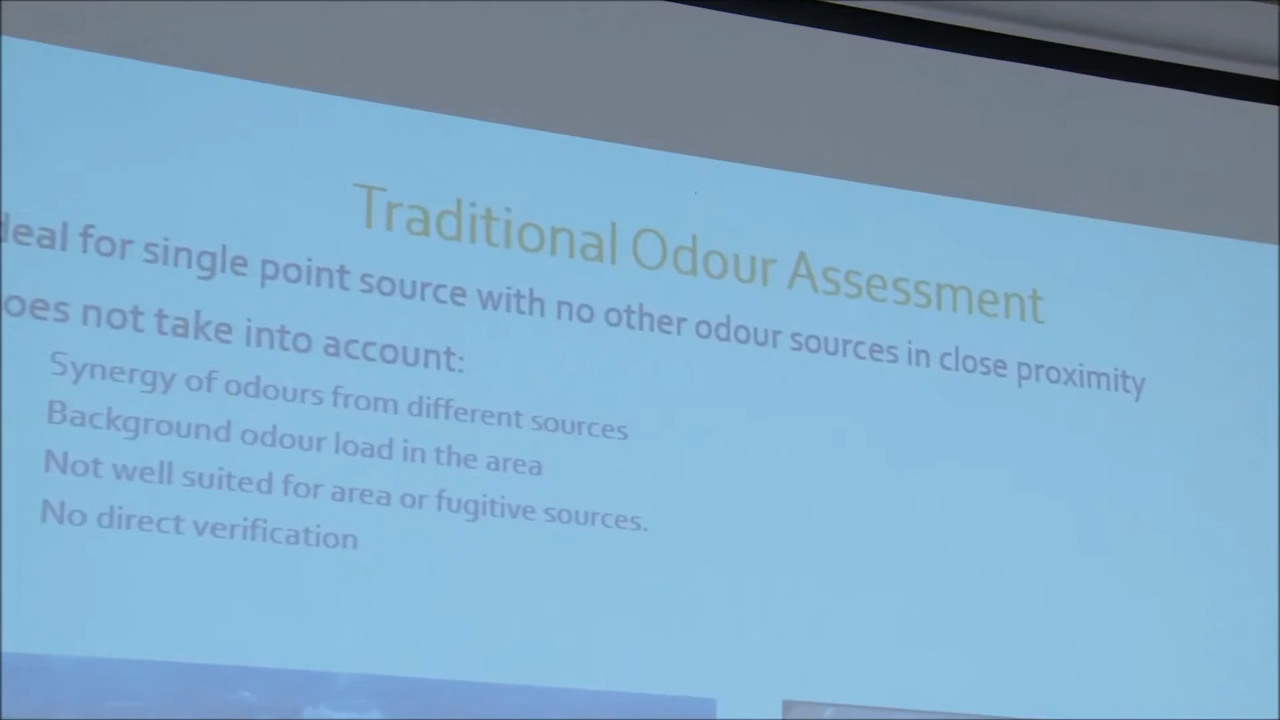 Traditional Odour Assessment
deal for single point source with no other odour sources in close proximity
oes not take into account:
Synergy of odours from different sources
Background odour load in the area
Not well suited for area or fugitive sources.
No direct verification